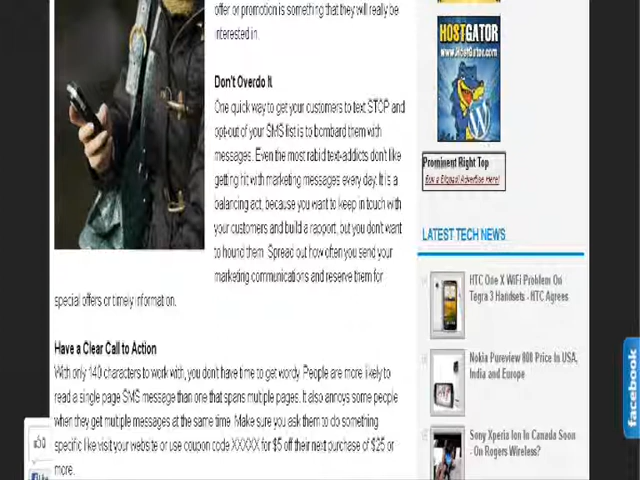 offer or promotion is something that they will really be
interested in.
Don't Overdo It
One quick way to get your customers to text STOP and
opt-out of your SMS list is to bombard them with
messages. Even the most rabid text-addicts don't like
getting hit with marketing messages every day. It is a
balancing act, because you want to keep in touch with
your customers and build a rapport, but you don't want
to hound them. Spread out how often you send your
marketing communications and reserve them for
special offers or timely information.
Have a Clear Call to Action
With only 140 characters to work with, you don't have time to get wordy. People are more likely to
read a single page SMS message than one that spans multiple pages. It also annoys some people
when they get multiple messages at the same time. Make sure you ask them to do something
specific like visit your website or use coupon code XXXXX for $5 off their next purchase of $25 or
more.
HOSTGATOR
www.HostGator.com
Prominent Right Top
Advertise Here!
LATEST TECH NEWS
HTC One X WiFi Problem On
Tegra 3 Handsets - HTC Agrees
Nokia Pureview 808 Price In USA,
India and Europe
Sony Xperia Ion In Canada Soon
- On Rogers Wireless?
facebook